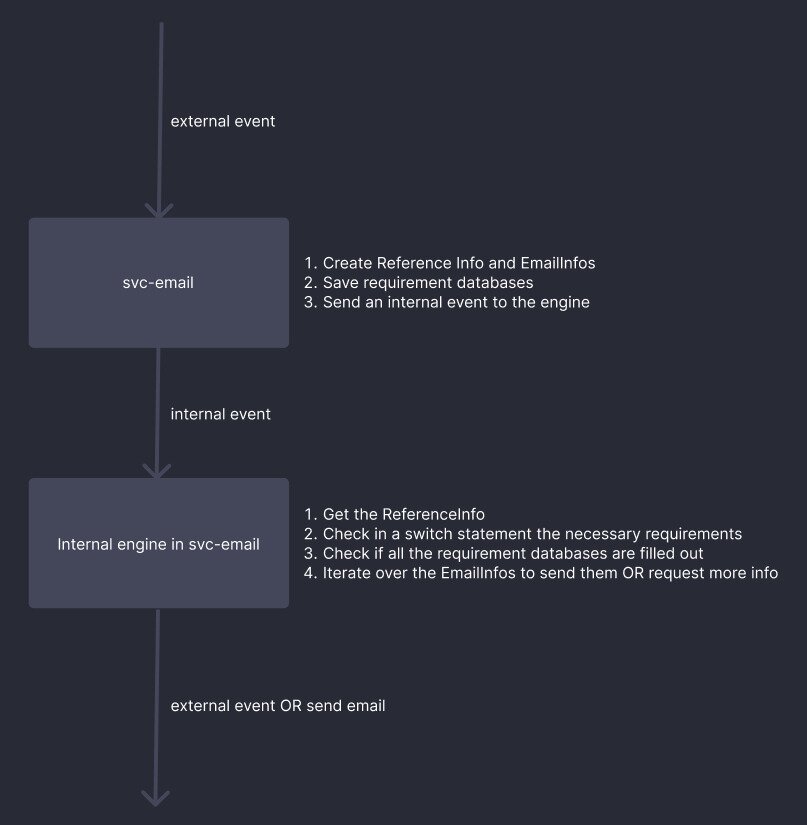 external event
svc-email
1. Create Reference Info and EmailInfos
2. Save requirement databases
3. Send an internal event to the engine
internal event
Internal engine in svc-email
1. Get the ReferenceInfo
2. Check in a switch statement the necessary requirements
3. Check if all the requirement databases are filled out
4. Iterate over the EmailInfos to send them OR request more info
external event OR send email